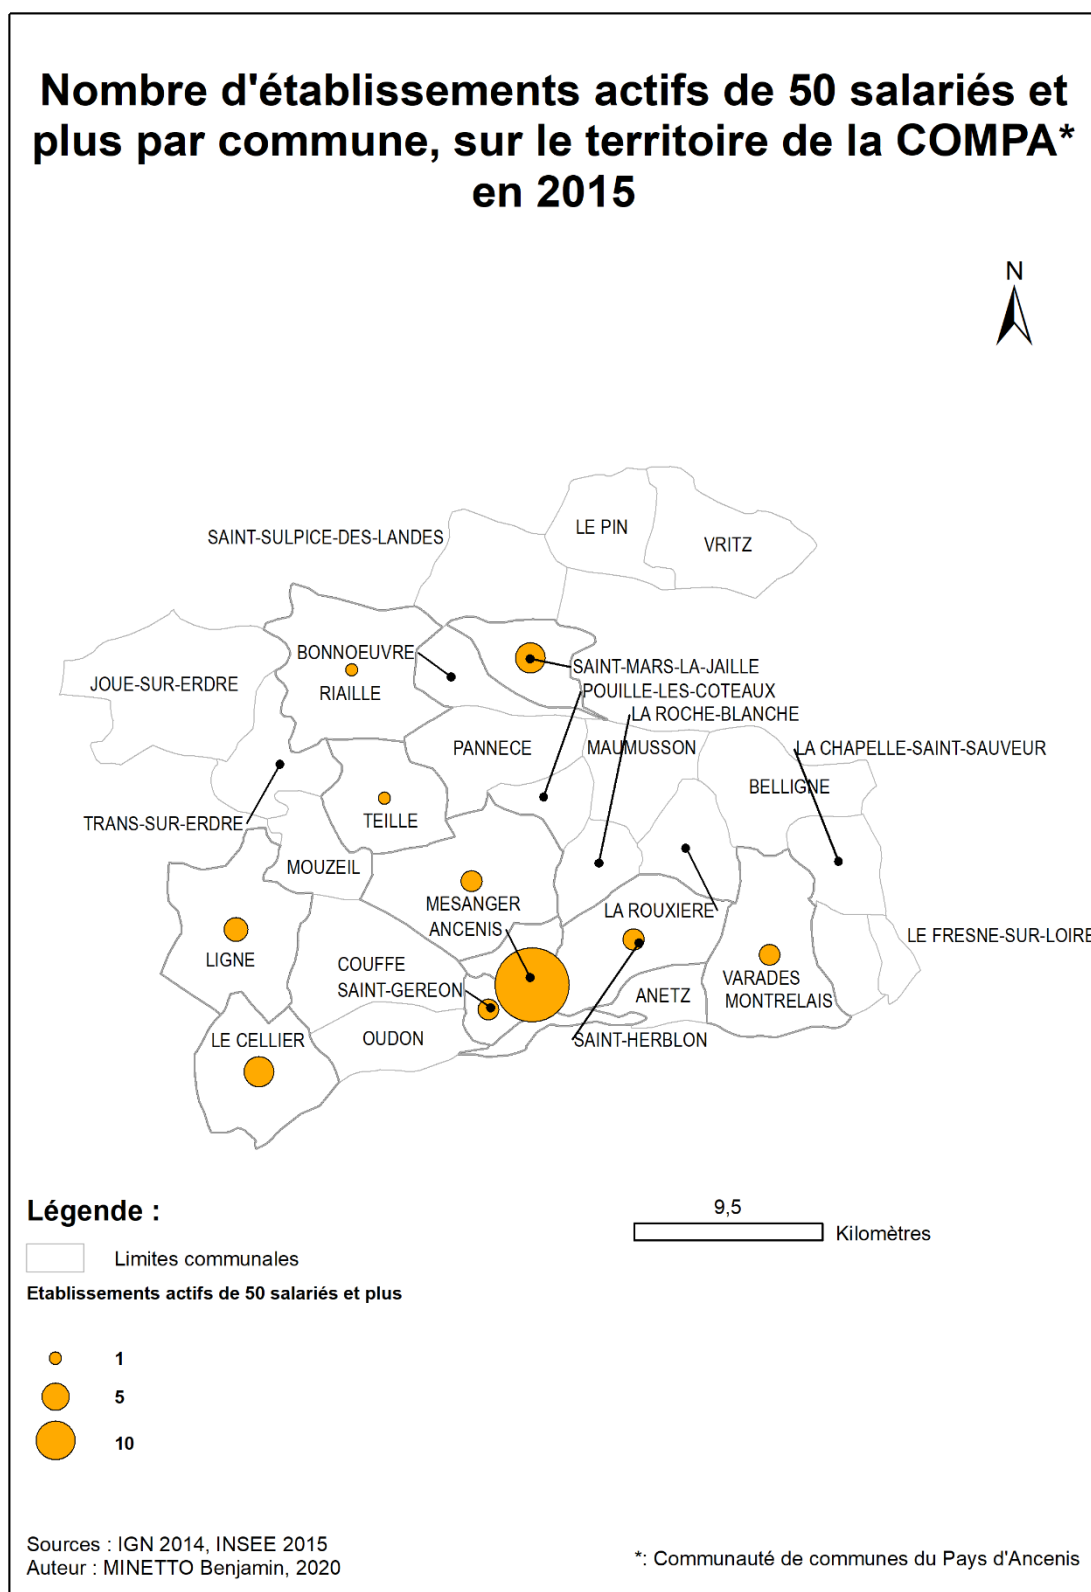 Nombre d'établissements actifs de 50 salariés et
plus par commune, sur le territoire de la COMPA*
en 2015
N
LE PIN
SAINT-SULPICE-DES-LANDES
VRITZ
BONNOEUVRE
SAINT-MARS-LA-JAILLE
JOUE-SUR-ERDRE
RIAILLE
POUILLE-LES-COTEAUX
LA ROCHE-BLANCHE
PANNECE
MAUMUSSON
LA CHAPELLE-SAINT-SAUVEUR
BELLIGNE
TRANS-SUR-ERDRE
TEILLE
MOUZEIL
MESANGER
LA ROUXIERE
ANCENIS
LE FRESNE-SUR-LOIRE
LIGNE
COUFFE
VARADES
SAINT-GEREON
ANETZ
MONTRELAIS
LE CELLIER
OUDON
SAINT-HERBLON
Légende :
9,5
Kilomètres
Limites communales
Etablissements actifs de 50 salariés et plus
1
5
10
Sources : IGN 2014, INSEE 2015
Auteur : MINETTO Benjamin, 2020
*: Communauté de communes du Pays d'Ancenis